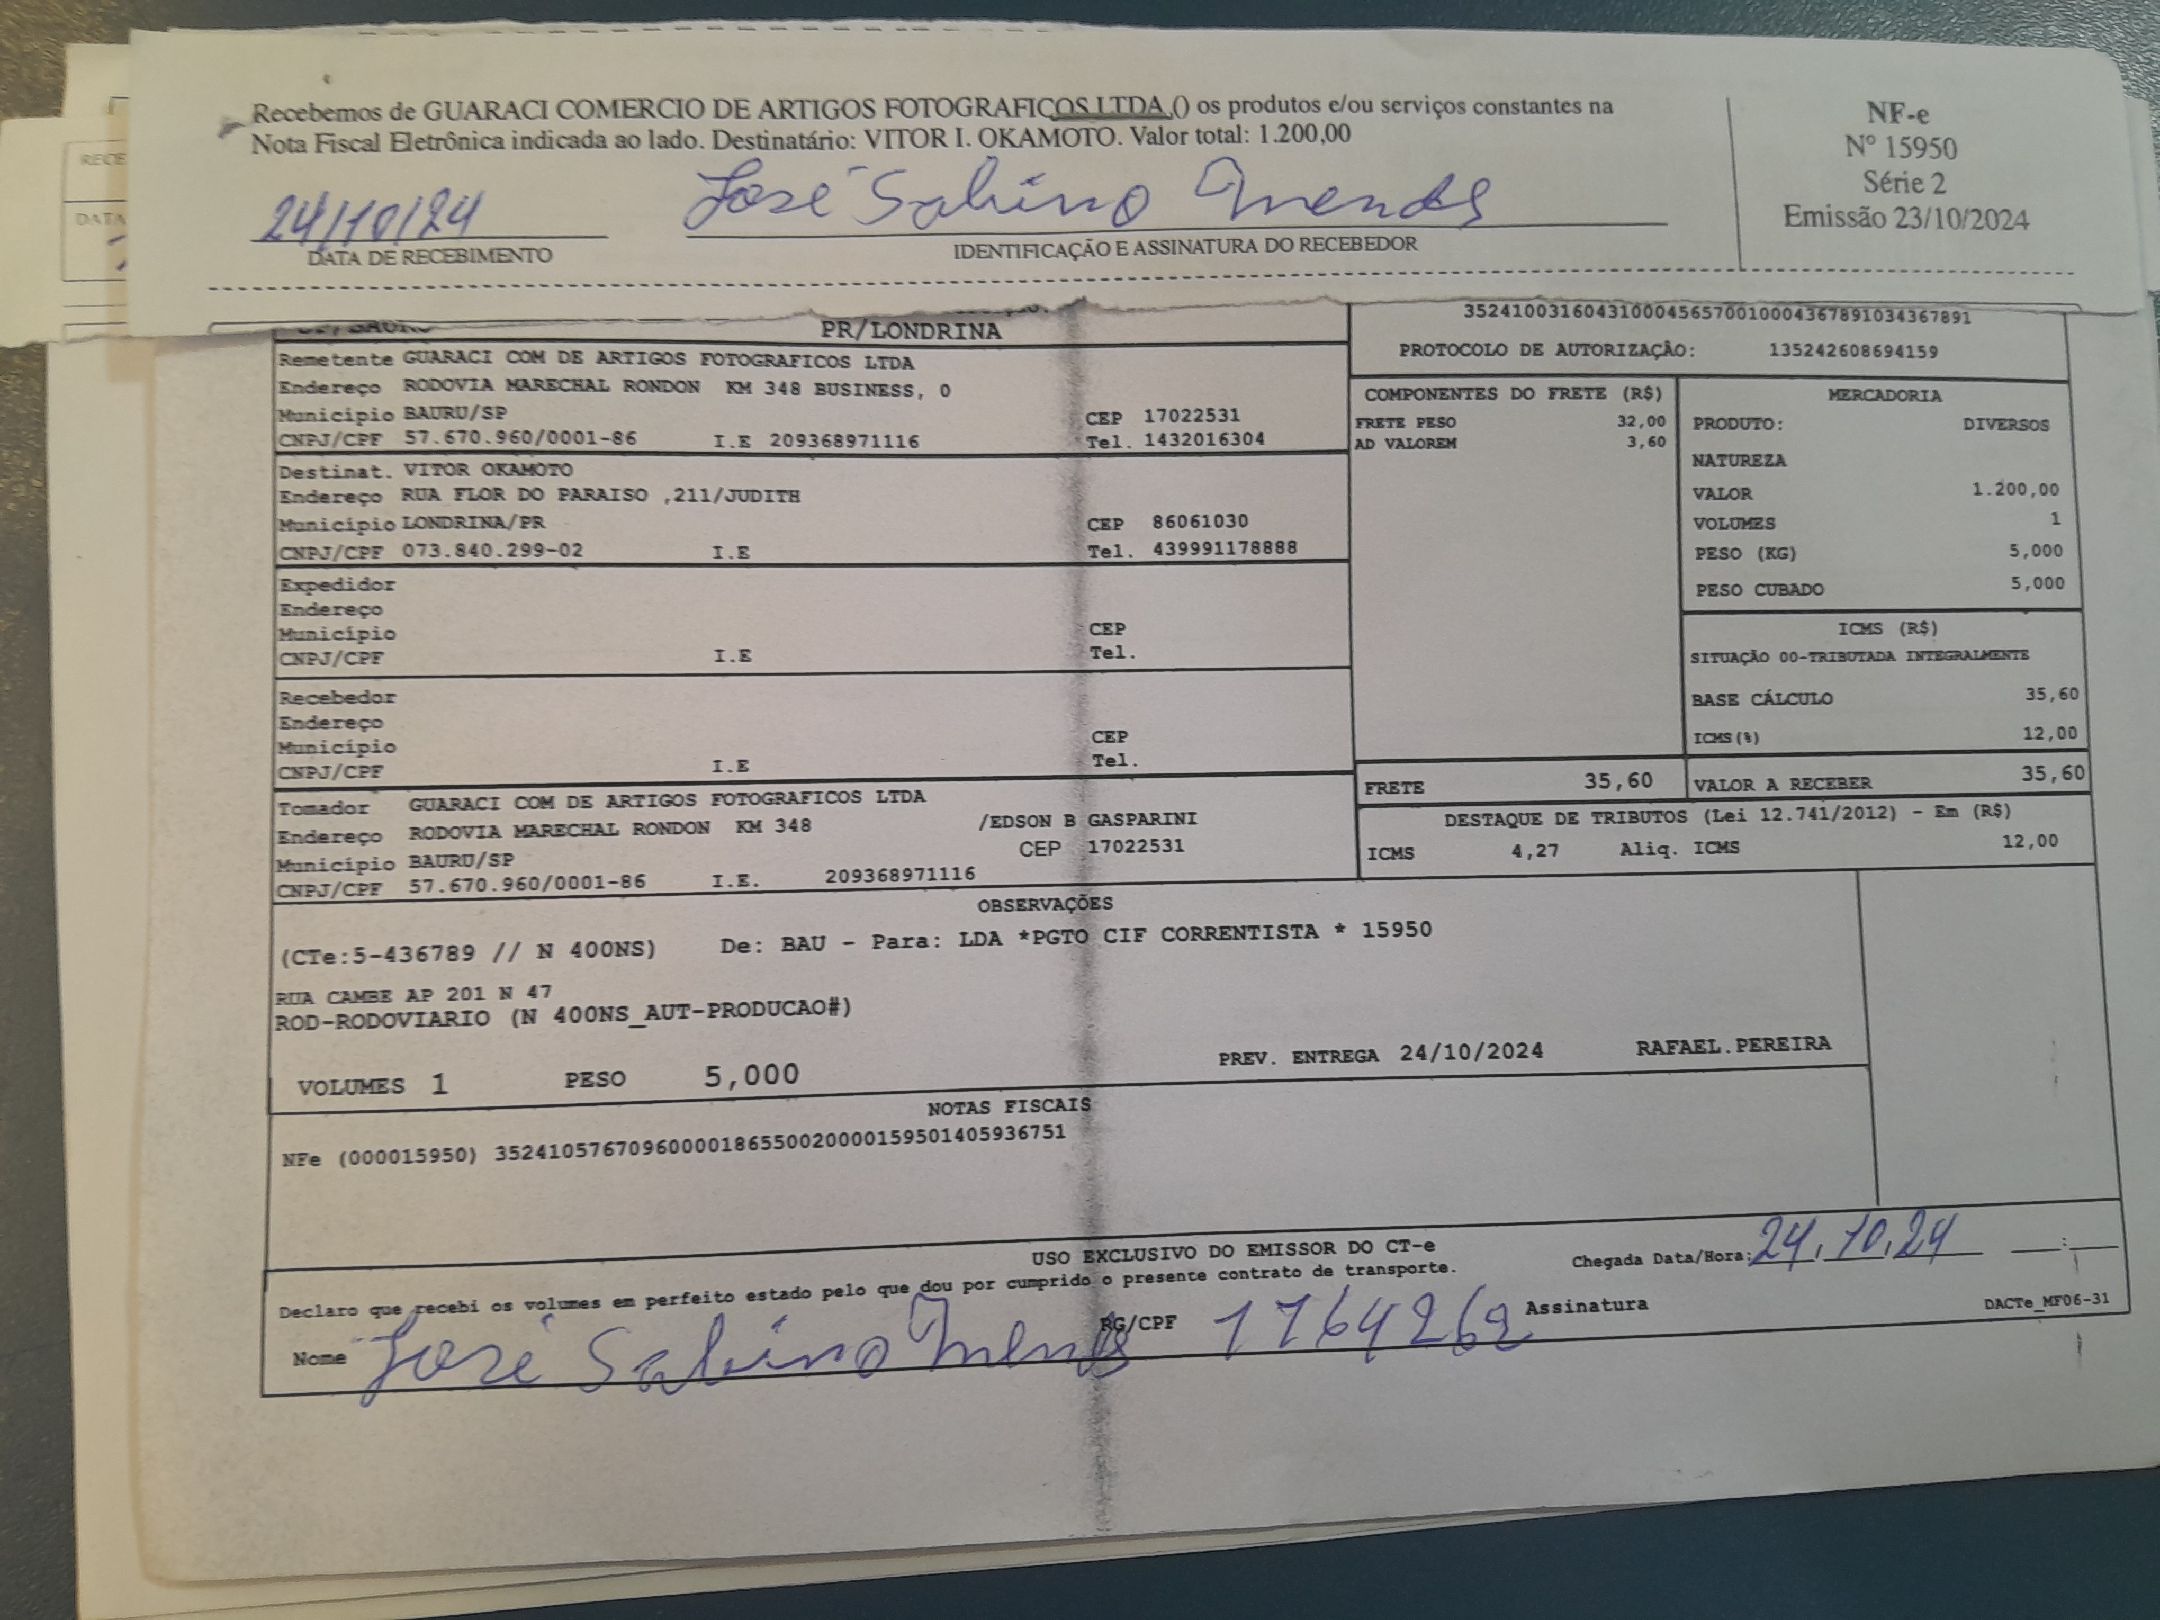 Recebemos de GUARACI COMERCIO DE ARTIGOS FOTOGRAFICOS LTDA () os produtos e/ou serviços constantes na
Nota Fiscal Eletrônica indicada ao lado. Destinatário: VITOR I. OKAMOTO. Valor total: 1.200,00
24/10/24 José Sabino Mendes
DATA DE RECEBIMENTO IDENTIFICAÇÃO E ASSINATURA DO RECEBEDOR
NF-e
Nº 15950
Série 2
Emissão 23/10/2024
RECE
DATA
PR/LONDRINA
Remetente GUARACI COM DE ARTIGOS FOTOGRAFICOS LTDA
Endereço RODOVIA MARECHAL RONDON KM 348 BUSINESS, 0
Município BAURU/SP CEP 17022531
CNPJ/CPF 57.670.960/0001-86 I.E 209368971116 Tel. 1432016304
Destinat. VITOR OKAMOTO
Endereço RUA FLOR DO PARAISO ,211/JUDITH
Município LONDRINA/PR CEP 86061030
CNPJ/CPF 073.840.299-02 I.E Tel. 439991178888
Expedidor
Endereço
Município CEP
CNPJ/CPF I.E Tel.
Recebedor
Endereço
Município CEP
CNPJ/CPF I.E Tel.
Tomador GUARACI COM DE ARTIGOS FOTOGRAFICOS LTDA
Endereço RODOVIA MARECHAL RONDON KM 348 /EDSON B GASPARINI
Município BAURU/SP CEP 17022531
CNPJ/CPF 57.670.960/0001-86 I.E. 209368971116
35241003160431000456570010004367891034367891
PROTOCOLO DE AUTORIZAÇÃO: 135242608694159
COMPONENTES DO FRETE (R$)
FRETE PESO 32,00
AD VALOREM 3,60
MERCADORIA
PRODUTO: DIVERSOS
NATUREZA
VALOR 1.200,00
VOLUMES 1
PESO (KG) 5,000
PESO CUBADO 5,000
ICMS (R$)
SITUAÇÃO 00-TRIBUTADA INTEGRALMENTE
BASE CÁLCULO 35,60
ICMS(%) 12,00
FRETE 35,60 VALOR A RECEBER 35,60
DESTAQUE DE TRIBUTOS (Lei 12.741/2012) - Em (R$)
ICMS 4,27 Aliq. ICMS 12,00
OBSERVAÇÕES
(CTe:5-436789 // N 400NS) De: BAU - Para: LDA *PGTO CIF CORRENTISTA * 15950
RUA CAMBE AP 201 N 47
ROD-RODOVIARIO (N 400NS_AUT-PRODUCAO#)
VOLUMES 1 PESO 5,000 PREV. ENTREGA 24/10/2024 RAFAEL.PEREIRA
NOTAS FISCAIS
NFe (000015950) 35241057670960000186550020000159501405936751
USO EXCLUSIVO DO EMISSOR DO CT-e
Declaro que recebi os volumes em perfeito estado pelo que dou por cumprido o presente contrato de transporte. Chegada Data/Hora: 24.10.24 :
Nome José Sabino Mendes RG/CPF 11764262 Assinatura DACTe_MF06-31